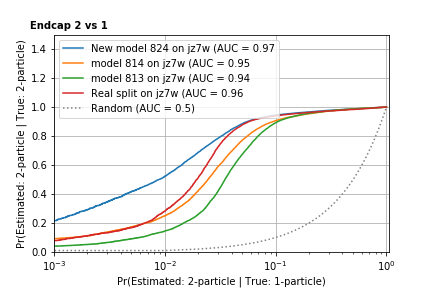 Endcap 2 vs 1
Pr(Estimated: 2-particle | True: 2-particle)
1.4
1.2
1.0
0.8
0.6
0.4
0.2
0.0
New model 824 on jz7w (AUC = 0.97
model 814 on jz7w (AUC = 0.95
model 813 on jz7w (AUC = 0.94
Real split on jz7w (AUC = 0.96
Random (AUC = 0.5)
10⁻³ 10⁻² 10⁻¹ 10⁰
Pr(Estimated: 2-particle | True: 1-particle)